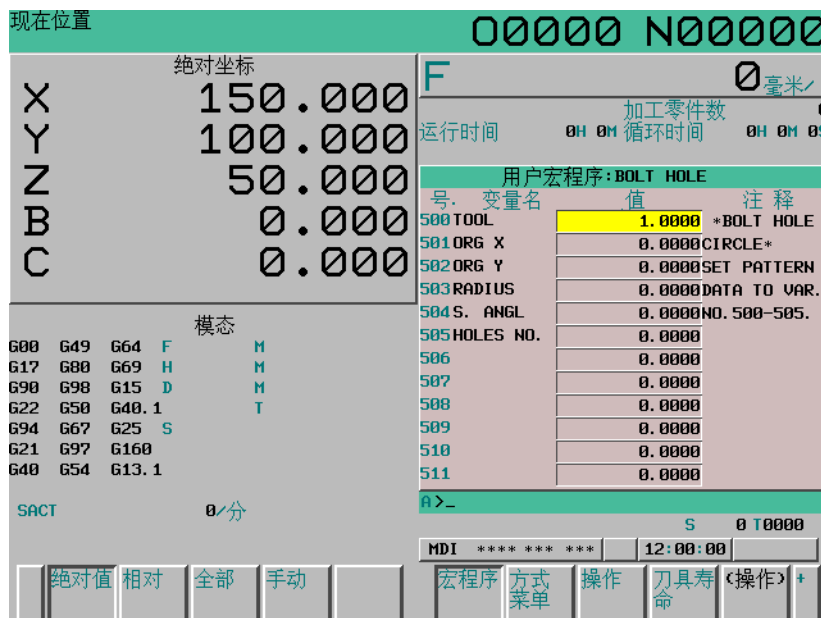 现在位置
O0000 N00000
绝对坐标
X 150.000
Y 100.000
Z 50.000
B 0.000
C 0.000
F 0毫米/
加工零件数
运行时间 0H 0M 循环时间 0H 0M 0S
模态
G00 G49 G64 F M
G17 G80 G69 H M
G90 G98 G15 D M
G22 G50 G40.1 T
G94 G67 G25 S
G21 G97 G160
G40 G54 G13.1
SACT 0/分
用户宏程序:BOLT HOLE
号. 变量名 值 注 释
500 TOOL 1.0000 *BOLT HOLE
501 ORG X 0.0000 CIRCLE*
502 ORG Y 0.0000 SET PATTERN
503 RADIUS 0.0000 DATA TO VAR.
504 S. ANGL 0.0000 NO.500-505.
505 HOLES NO. 0.0000
506 0.0000
507 0.0000
508 0.0000
509 0.0000
510 0.0000
511 0.0000
A>_
S 0 T0000
MDI **** *** *** 12:00:00
绝对值 相对 全部 手动
宏程序 方式菜单 操作 刀具寿命 (操作) +